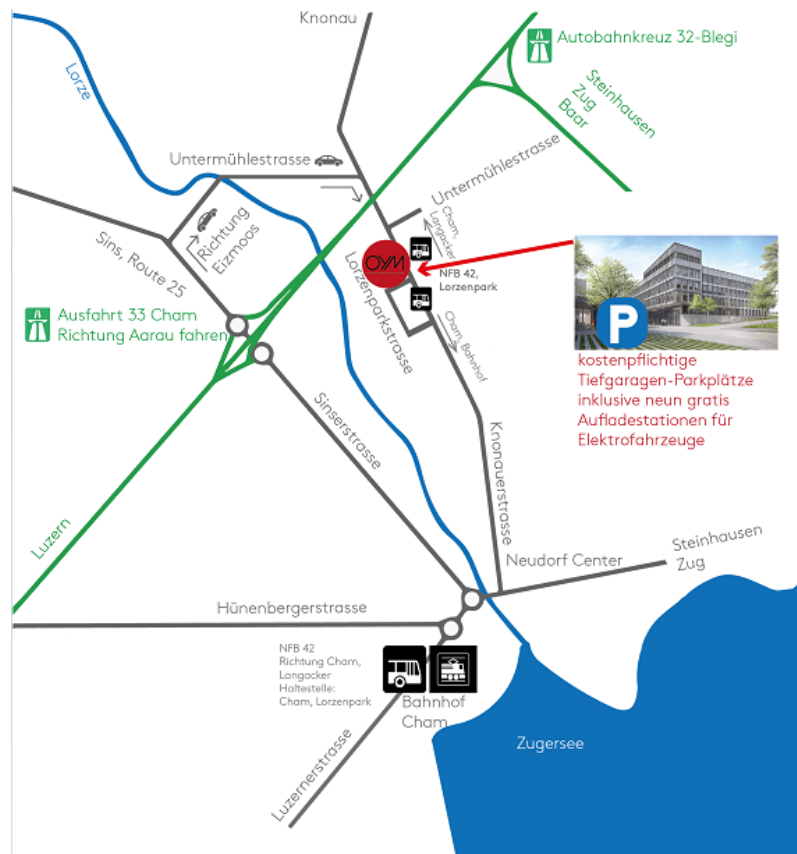 Knonau
Autobahnkreuz 32-Blegi
Lorze
Steinhausen
Zug
Baar
Untermühlestrasse
Untermühlestrasse
Cham,
Langacker
Richtung
Eizmoos
Sins, Route 25
OYM
NFB 42,
Lorzenpark
Lorzenparkstrasse
Ausfahrt 33 Cham
Richtung Aarau fahren
Cham, Bahnhof
P
kostenpflichtige
Tiefgaragen-Parkplätze
inklusive neun gratis
Aufladestationen für
Elektrofahrzeuge
Sinserstrasse
Knonauerstrasse
Luzern
Neudorf Center
Steinhausen
Zug
Hünenbergerstrasse
NFB 42
Richtung Cham,
Langacker
Haltestelle:
Cham, Lorzenpark
Bahnhof
Cham
Luzernerstrasse
Zugersee